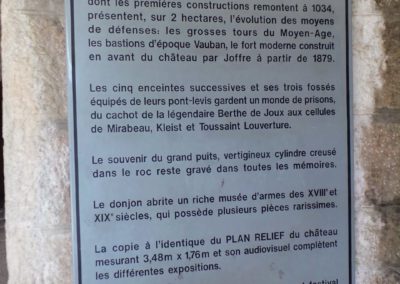 dont les premières constructions remontent à 1034,
présentent, sur 2 hectares, l'évolution des moyens
de défenses: les grosses tours du Moyen-Age,
les bastions d'époque Vauban, le fort moderne construit
en avant du château par Joffre à partir de 1879.
Les cinq enceintes successives et ses trois fossés
équipés de leurs pont-levis gardent un monde de prisons,
du cachot de la légendaire Berthe de Joux aux cellules
de Mirabeau, Kleist et Toussaint Louverture.
Le souvenir du grand puits, vertigineux cylindre creusé
dans le roc reste gravé dans toutes les mémoires.
Le donjon abrite un riche musée d'armes des XVIIIe et
XIXe siècles, qui possède plusieurs pièces rarissimes.
La copie à l'identique du PLAN RELIEF du château
mesurant 3,48m x 1,76m et son audiovisuel complètent
les différentes expositions.
festival